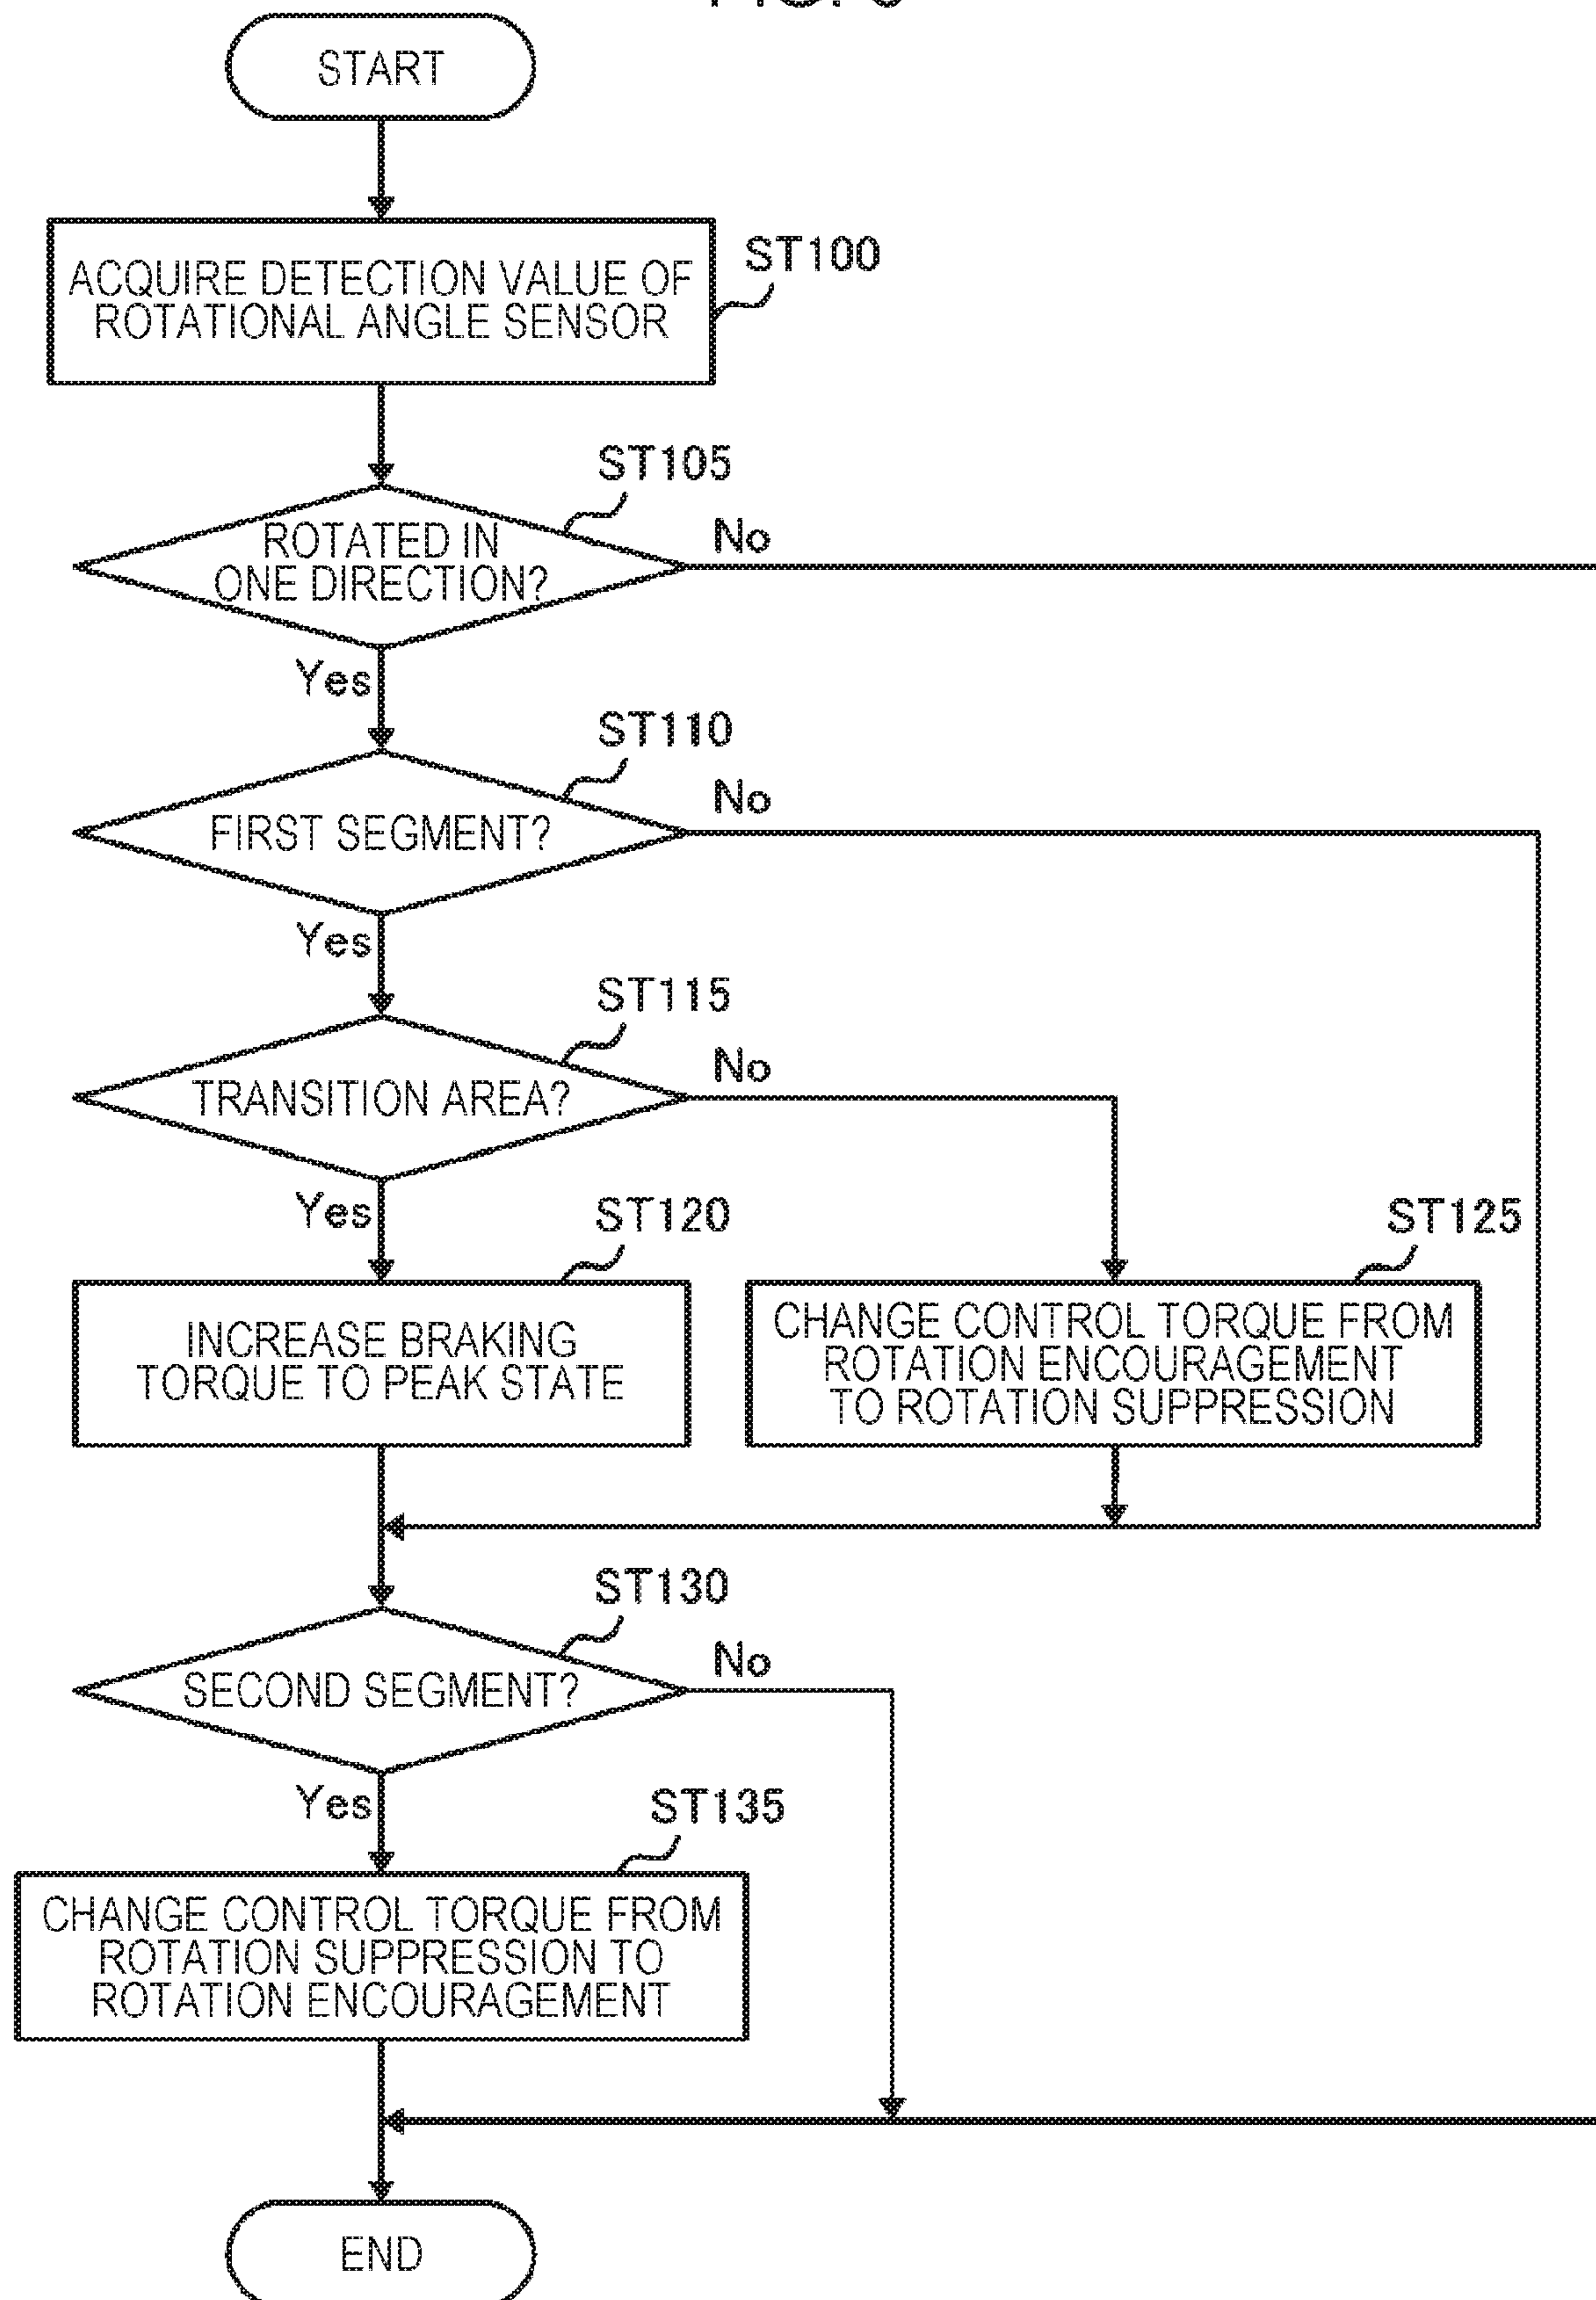 START
ACQUIRE DETECTION VALUE OF
ROTATIONAL ANGLE SENSOR
ST100
ST105
ROTATED IN
ONE DIRECTION?
No
Yes
ST110
FIRST SEGMENT?
No
Yes
ST115
TRANSITION AREA?
No
Yes
ST120
INCREASE BRAKING
TORQUE TO PEAK STATE
ST125
CHANGE CONTROL TORQUE FROM
ROTATION ENCOURAGEMENT
TO ROTATION SUPPRESSION
ST130
SECOND SEGMENT?
No
Yes
ST135
CHANGE CONTROL TORQUE FROM
ROTATION SUPPRESSION TO
ROTATION ENCOURAGEMENT
END